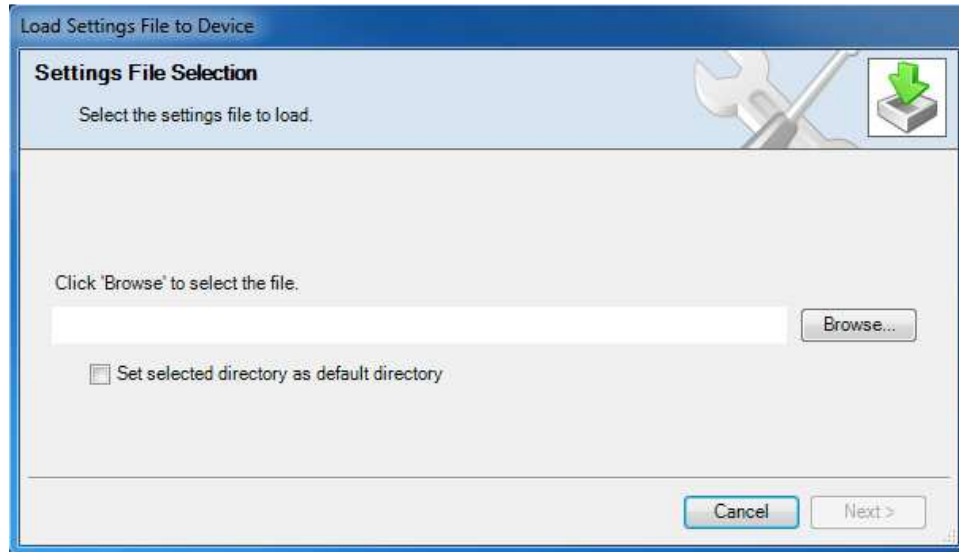 Load Settings File to Device
Settings File Selection
Select the settings file to load.
Click 'Browse' to select the file.
Browse...
Set selected directory as default directory
Cancel
Next >